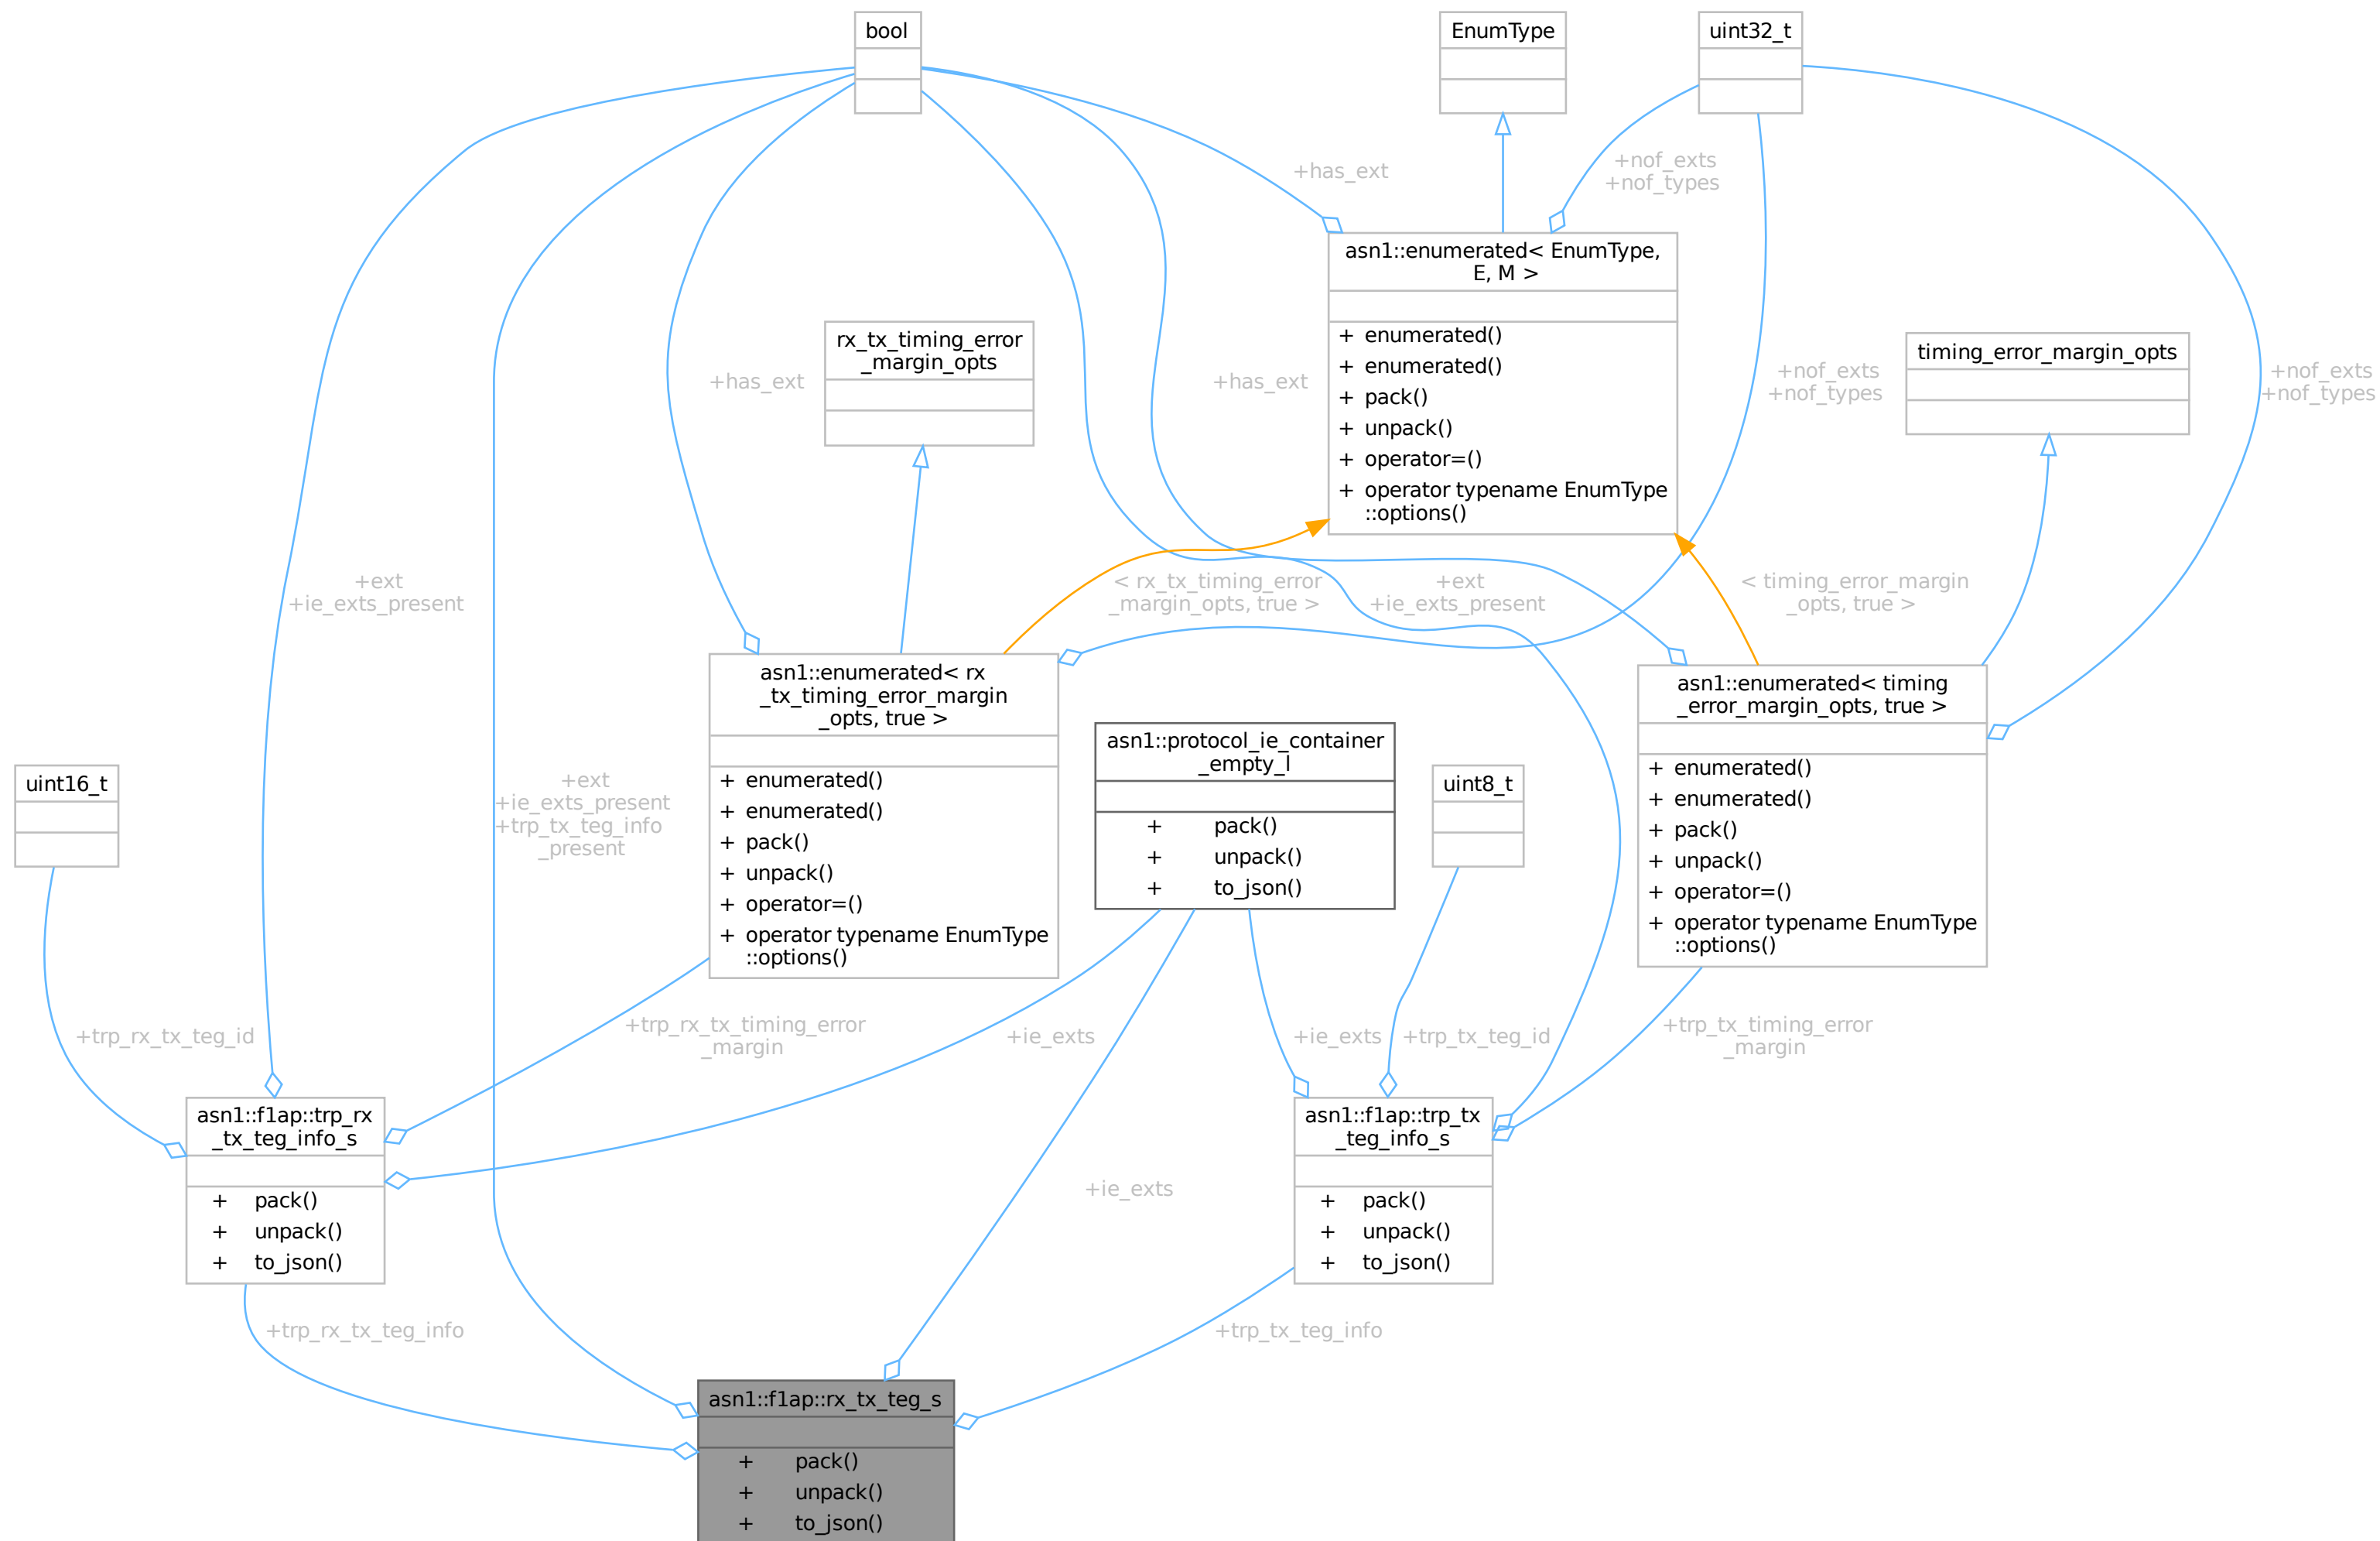 bool
EnumType
uint32_t
+has_ext
+nof_exts
+nof_types
asn1::enumerated< EnumType,
E, M >
+ enumerated()
+ enumerated()
+ pack()
+ unpack()
+ operator=()
+ operator typename EnumType
::options()
rx_tx_timing_error
_margin_opts
timing_error_margin_opts
+has_ext
+has_ext
+nof_exts
+nof_types
+nof_exts
+nof_types
+ext
+ie_exts_present
< rx_tx_timing_error
_margin_opts, true >
+ext
+ie_exts_present
< timing_error_margin
_opts, true >
asn1::enumerated< rx
_tx_timing_error_margin
_opts, true >
+ enumerated()
+ enumerated()
+ pack()
+ unpack()
+ operator=()
+ operator typename EnumType
::options()
asn1::enumerated< timing
_error_margin_opts, true >
+ enumerated()
+ enumerated()
+ pack()
+ unpack()
+ operator=()
+ operator typename EnumType
::options()
asn1::protocol_ie_container
_empty_l
+ pack()
+ unpack()
+ to_json()
uint16_t
+ext
+ie_exts_present
+trp_tx_teg_info
_present
uint8_t
+trp_rx_tx_teg_id
+trp_rx_tx_timing_error
_margin
+ie_exts
+ie_exts
+trp_tx_teg_id
+trp_tx_timing_error
_margin
asn1::f1ap::trp_rx
_tx_teg_info_s
+ pack()
+ unpack()
+ to_json()
+ie_exts
asn1::f1ap::trp_tx
_teg_info_s
+ pack()
+ unpack()
+ to_json()
+trp_rx_tx_teg_info
+trp_tx_teg_info
asn1::f1ap::rx_tx_teg_s
+ pack()
+ unpack()
+ to_json()